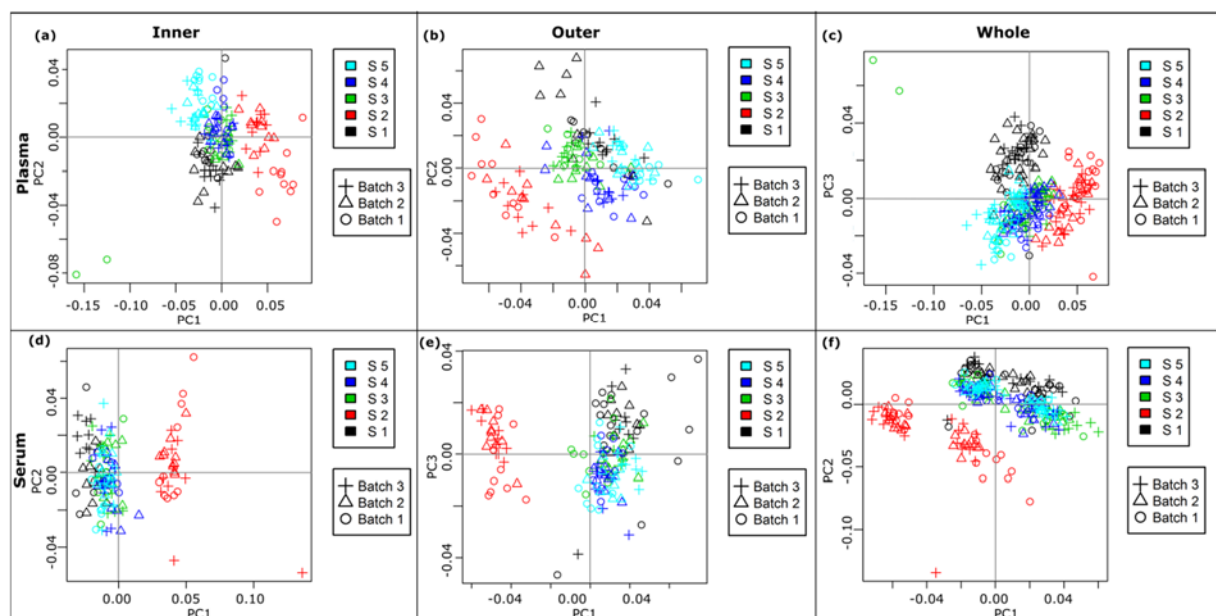 Inner
Outer
Whole
Plasma
Serum
(a)
PC2
0.04
0.00
-0.04
-0.08
-0.15
-0.10
-0.05
0.00
0.05
PC1
S 5
S 4
S 3
S 2
S 1
Batch 3
Batch 2
Batch 1
(b)
PC2
0.04
0.00
-0.04
-0.04
0.00
0.04
PC1
S 5
S 4
S 3
S 2
S 1
Batch 3
Batch 2
Batch 1
(c)
PC3
0.04
0.00
-0.04
-0.15
-0.10
-0.05
0.00
0.05
PC1
S 5
S 4
S 3
S 2
S 1
Batch 3
Batch 2
Batch 1
(d)
PC2
0.04
0.00
-0.04
0.00
0.05
0.10
PC1
S 5
S 4
S 3
S 2
S 1
Batch 3
Batch 2
Batch 1
(e)
PC3
0.04
0.00
-0.04
-0.04
0.00
0.04
PC1
S 5
S 4
S 3
S 2
S 1
Batch 3
Batch 2
Batch 1
(f)
PC2
0.00
-0.05
-0.10
-0.04
0.00
0.04
PC1
S 5
S 4
S 3
S 2
S 1
Batch 3
Batch 2
Batch 1